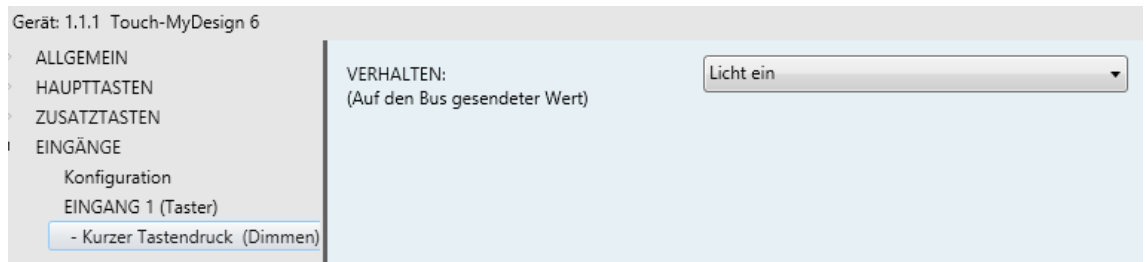 Gerät: 1.1.1 Touch-MyDesign 6
ALLGEMEIN
HAUPTTASTEN
ZUSATZTASTEN
EINGÄNGE
Konfiguration
EINGANG 1 (Taster)
- Kurzer Tastendruck (Dimmen)
VERHALTEN:
(Auf den Bus gesendeter Wert)
Licht ein